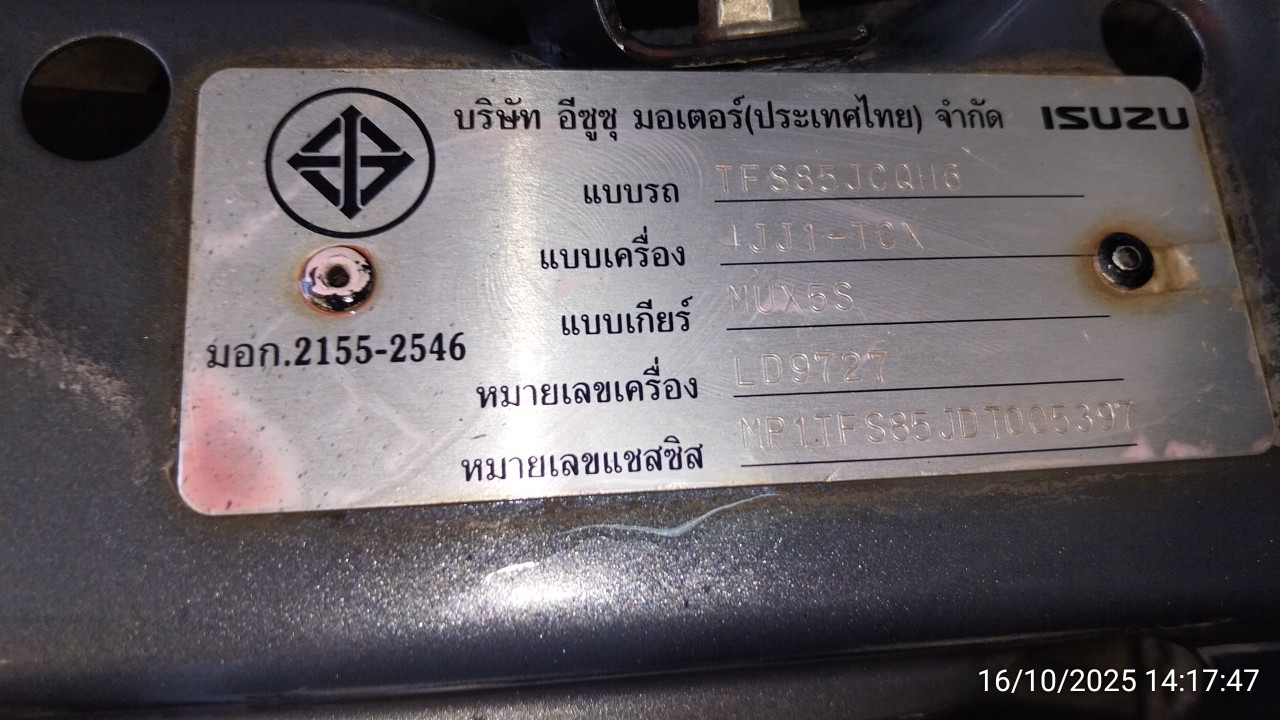 บริษัท อีซูซุ มอเตอร์(ประเทศไทย) จำกัด ISUZU
แบบรถ TFS85JCQH6
แบบเครื่อง 4JJ1-TCX
แบบเกียร์ MUX5S
มอก.2155-2546
หมายเลขเครื่อง LD9727
หมายเลขแชสซิส MP1TFS85JDT005397
16/10/2025 14:17:47